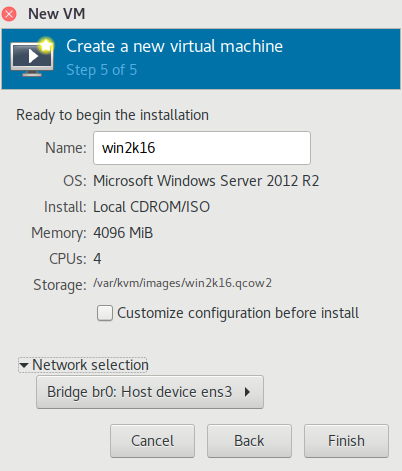 New VM
Create a new virtual machine
Step 5 of 5
Ready to begin the installation
Name: win2k16
OS: Microsoft Windows Server 2012 R2
Install: Local CDROM/ISO
Memory: 4096 MiB
CPUs: 4
Storage: /var/kvm/images/win2k16.qcow2
Customize configuration before install
Network selection
Bridge br0: Host device ens3
Cancel Back Finish